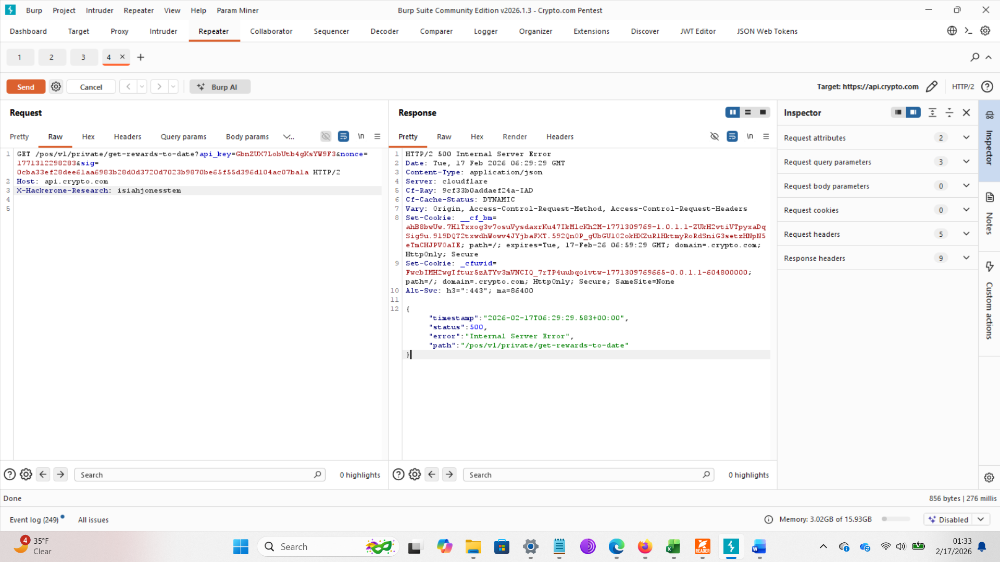 Burp Project Intruder Repeater View Help Param Miner Burp Suite Community Edition v2026.1.3 - Crypto.com Pentest
Dashboard Target Proxy Intruder Repeater Collaborator Sequencer Decoder Comparer Logger Organizer Extensions Discover JWT Editor JSON Web Tokens
1 2 3 4 × +
Send Cancel < > Burp AI Target: https://api.crypto.com HTTP/2
Request
Pretty Raw Hex Headers Query params Body params \n
1 GET /pos/v1/private/get-rewards-to-date?api_key=GbnZUX7LobUtb4gKsYW9F3&nonce=
1771312298283&sig=
0cba33ef28dee61aa6983b28d0d3720d7023b9870be65f55d396d104ac07ba1a HTTP/2
2 Host: api.crypto.com
3 X-Hackerone-Research: isiahjonesstem
4
5
Response
Pretty Raw Hex Render Headers \n
1 HTTP/2 500 Internal Server Error
2 Date: Tue, 17 Feb 2026 06:29:29 GMT
3 Content-Type: application/json
4 Server: cloudflare
5 Cf-Ray: 9cf33b0addaef24a-IAD
6 Cf-Cache-Status: DYNAMIC
7 Vary: Origin, Access-Control-Request-Method, Access-Control-Request-Headers
8 Set-Cookie: __cf_bm=
ahB8bwUw.7HlTxxog3v7osuVysdaxrKu47IkMlcKh2M-1771309769-1.0.1.1-ZUkH2vtiVTpyxaDq
Sig9u.919DQT2txwdhWowv4JYjbaFXT.592Qn0P_gUbGU102okHXZuRlHktmyRoRdSniG3setzHNpN5
eTmCHJPV0aIE; path=/; expires=Tue, 17-Feb-26 06:59:29 GMT; domain=.crypto.com;
HttpOnly; Secure
9 Set-Cookie: _cfuvid=
FwcbIMH2wgIftur5zATYv3mVNCIQ_7rTP4uubqoivtw-1771309769665-0.0.1.1-604800000;
path=/; domain=.crypto.com; HttpOnly; Secure; SameSite=None
10 Alt-Svc: h3=":443"; ma=86400
11
12 {
"timestamp":"2026-02-17T06:29:29.583+00:00",
"status":500,
"error":"Internal Server Error",
"path":"/pos/v1/private/get-rewards-to-date"
}
Inspector
Request attributes 2
Request query parameters 3
Request body parameters 0
Request cookies 0
Request headers 5
Response headers 9
Inspector
Notes
Custom actions
Search 0 highlights
Search 0 highlights
Done 856 bytes | 276 millis
Event log (249) All issues Memory: 3.02GB of 15.93GB Disabled
4 35°F
Clear
Search
READER
01:33
2/17/2026